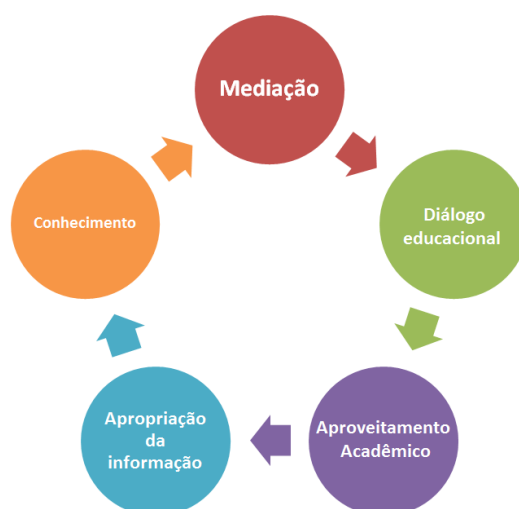 Mediação
Diálogo
educacional
Aproveitamento
Acadêmico
Apropriação
da
informação
Conhecimento